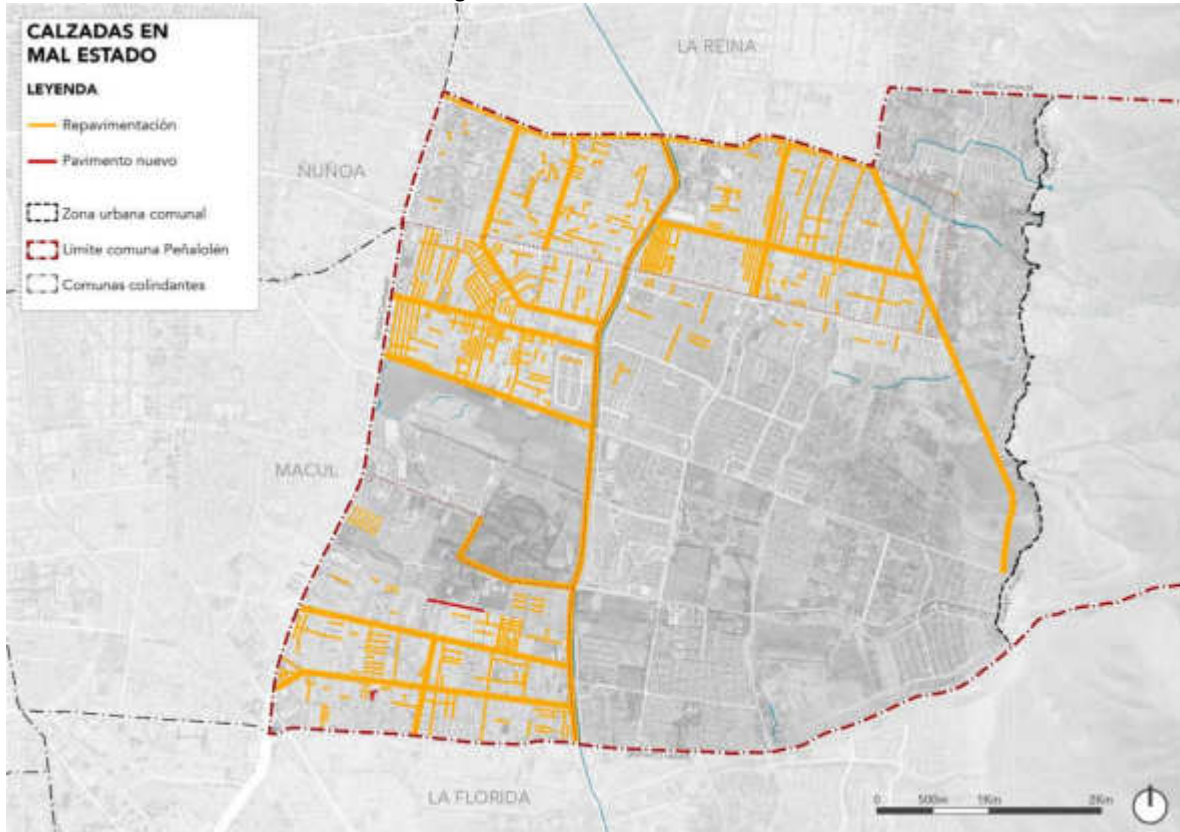 CALZADAS EN
MAL ESTADO
LEYENDA
Repavimentación
Pavimento nuevo
Zona urbana comunal
Límite comuna Peñalolén
Comunas colindantes
LA REINA
ÑUÑOA
MACUL
LA FLORIDA
0 500m 1Km 2Km